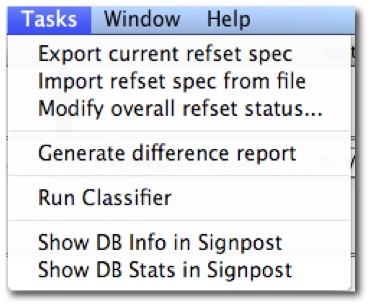 Tasks Window Help
Export current refset spec
Import refset spec from file
Modify overall refset status...
Generate difference report
Run Classifier
Show DB Info in Signpost
Show DB Stats in Signpost